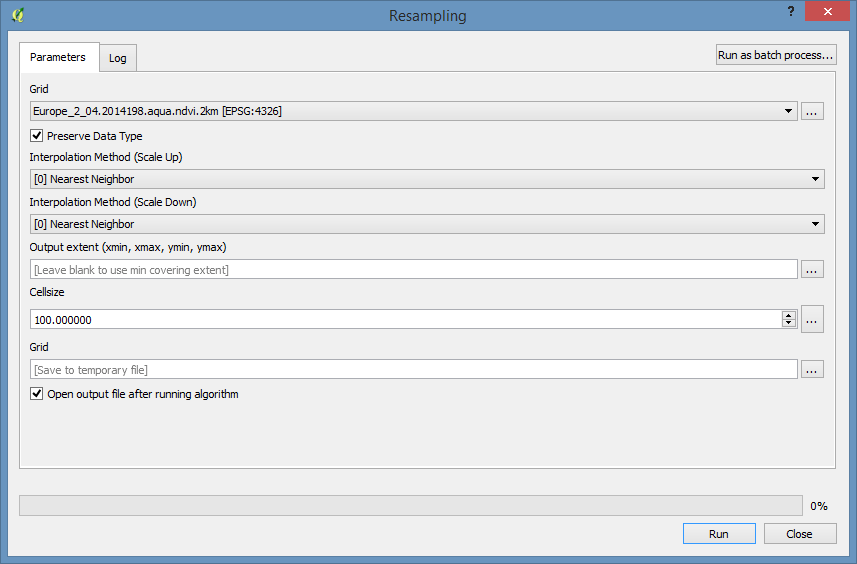 Resampling
?
Parameters
Log
Run as batch process...
Grid
Europe_2_04.2014198.aqua.ndvi.2km [EPSG:4326]
...
Preserve Data Type
Interpolation Method (Scale Up)
[0] Nearest Neighbor
Interpolation Method (Scale Down)
[0] Nearest Neighbor
Output extent (xmin, xmax, ymin, ymax)
[Leave blank to use min covering extent]
...
Cellsize
100.000000
...
Grid
[Save to temporary file]
...
Open output file after running algorithm
0%
Run
Close